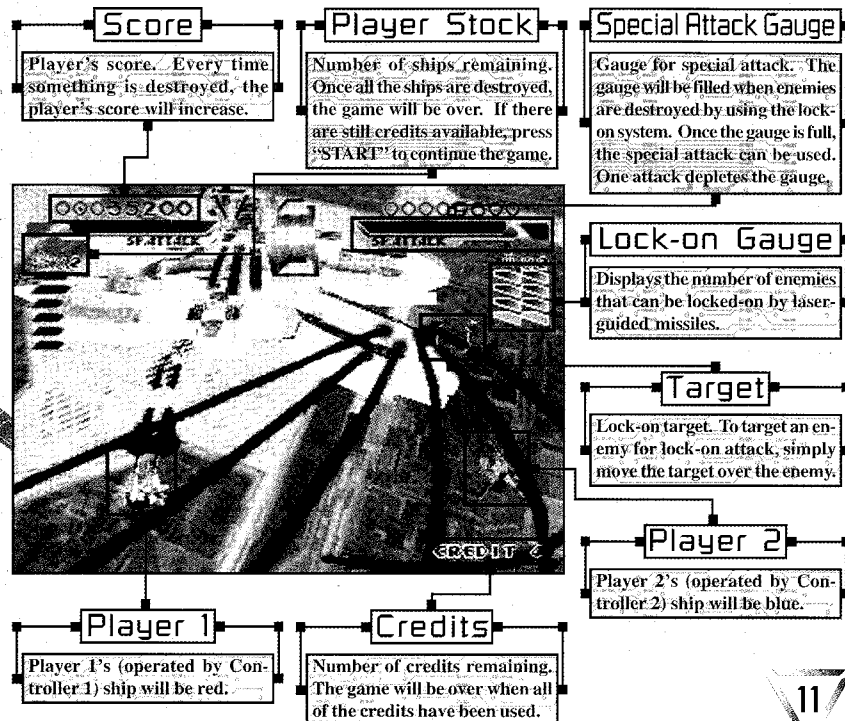 Score
Player's score. Every time
something is destroyed, the
player's score will increase.
Player Stock
Number of ships remaining.
Once all the ships are destroyed,
the game will be over. If there
are still credits available, press
"START" to continue the game.
Special Attack Gauge
Gauge for special attack. The
gauge will be filled when enemies
are destroyed by using the lock-
on system. Once the gauge is full,
the special attack can be used.
One attack depletes the gauge.
00035200
SP.ATTACK
SP.ATTACK
Lock-on Gauge
Displays the number of enemies
that can be locked-on by laser-
guided missiles.
Target
Lock-on target. To target an en-
emy for lock-on attack, simply
move the target over the enemy.
CREDIT
Player 2
Player 2's (operated by Con-
troller 2) ship will be blue.
Player 1
Player 1's (operated by Con-
troller 1) ship will be red.
Credits
Number of credits remaining.
The game will be over when all
of the credits have been used.
11